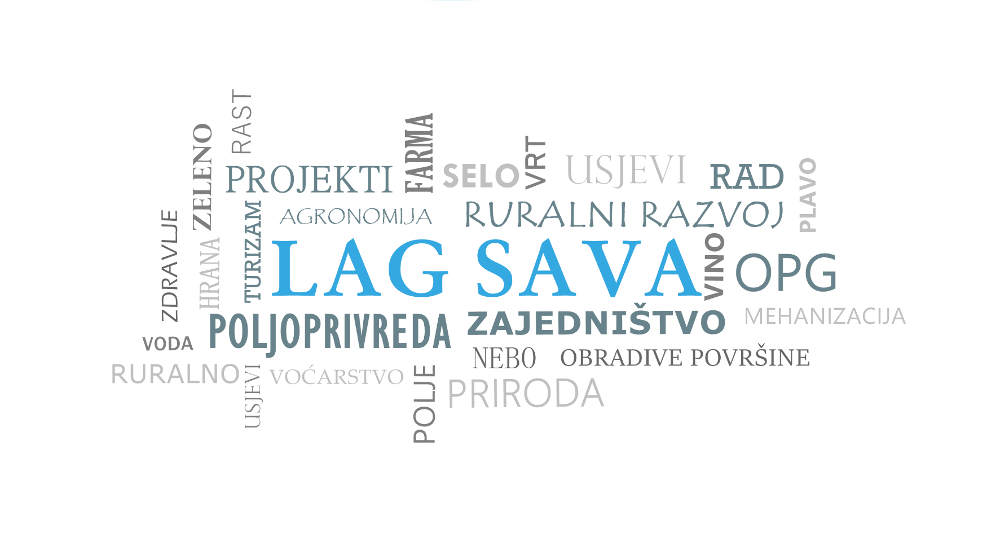 RAST
ZELENO
FARMA
PROJEKTI
SELO
VRT
USJEVI
RAD
PLAVO
ZDRAVLJE
HRANA
TURIZAM
AGRONOMIJA
RURALNI RAZVOJ
LAG SAVA
VINO
OPG
POLJOPRIVREDA
ZAJEDNIŠTVO
MEHANIZACIJA
VODA
NEBO
OBRADIVE POVRŠINE
RURALNO
USJEVI
VOĆARSTVO
POLJE
PRIRODA